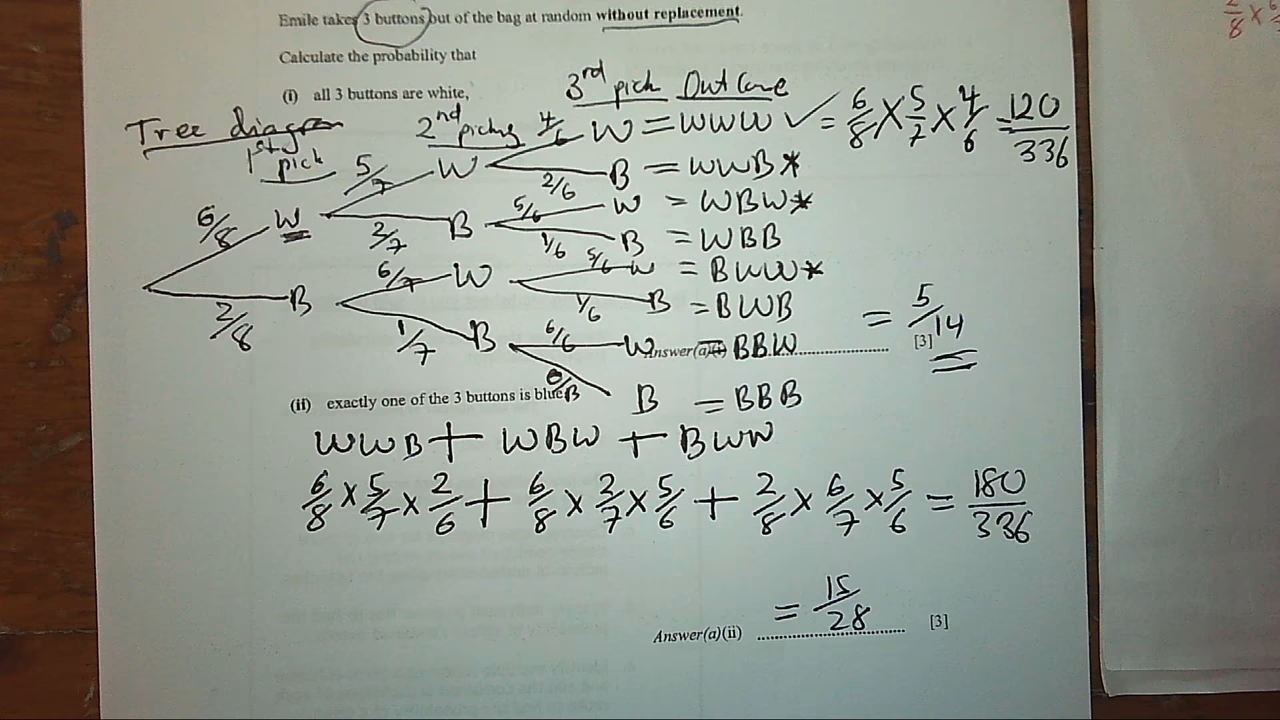 Emile takes 3 buttons out of the bag at random without replacement.
Calculate the probability that
(i) all 3 buttons are white,
Tree diagram
1st pick
2nd picking
3rd pick Outcome
6/8 W 5/7 W 4/6 W = WWW ✓ = 6/8 × 5/7 × 4/6 = 120/336
2/6 B = WWB*
2/7 B 5/6 W = WBW*
1/6 B = WBB
2/8 B 6/7 W 5/6 W = BWW*
1/6 B = BWB
1/7 B 6/6 W = BBW
0/B B = BBB
= 5/14
Answer(a)(i) [3]
(ii) exactly one of the 3 buttons is blue
WWB + WBW + BWW
6/8 × 5/7 × 2/6 + 6/8 × 2/7 × 5/6 + 2/8 × 6/7 × 5/6 = 180/336
= 15/28
Answer(a)(ii) [3]